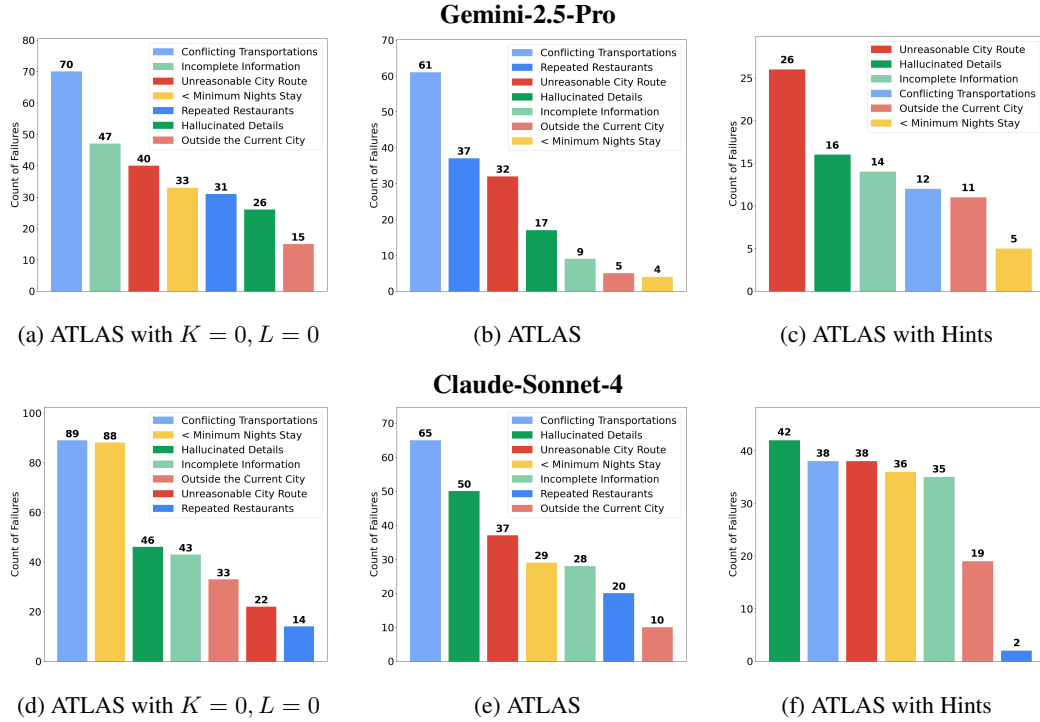 Gemini-2.5-Pro
80
70
60
50
40
30
20
10
0
Count of Failures
70
47
40
33
31
26
15
Conflicting Transportations
Incomplete Information
Unreasonable City Route
< Minimum Nights Stay
Repeated Restaurants
Hallucinated Details
Outside the Current City
(a) ATLAS with K = 0, L = 0
70
60
50
40
30
20
10
0
Count of Failures
61
37
32
17
9
5
4
Conflicting Transportations
Repeated Restaurants
Unreasonable City Route
Hallucinated Details
Incomplete Information
Outside the Current City
< Minimum Nights Stay
(b) ATLAS
25
20
15
10
5
0
Count of Failures
26
16
14
12
11
5
Unreasonable City Route
Hallucinated Details
Incomplete Information
Conflicting Transportations
Outside the Current City
< Minimum Nights Stay
(c) ATLAS with Hints
Claude-Sonnet-4
100
80
60
40
20
0
Count of Failures
89
88
46
43
33
22
14
Conflicting Transportations
< Minimum Nights Stay
Hallucinated Details
Incomplete Information
Outside the Current City
Unreasonable City Route
Repeated Restaurants
(d) ATLAS with K = 0, L = 0
70
60
50
40
30
20
10
0
Count of Failures
65
50
37
29
28
20
10
Conflicting Transportations
Hallucinated Details
Unreasonable City Route
< Minimum Nights Stay
Incomplete Information
Repeated Restaurants
Outside the Current City
(e) ATLAS
40
30
20
10
0
Count of Failures
42
38
38
36
35
19
2
(f) ATLAS with Hints